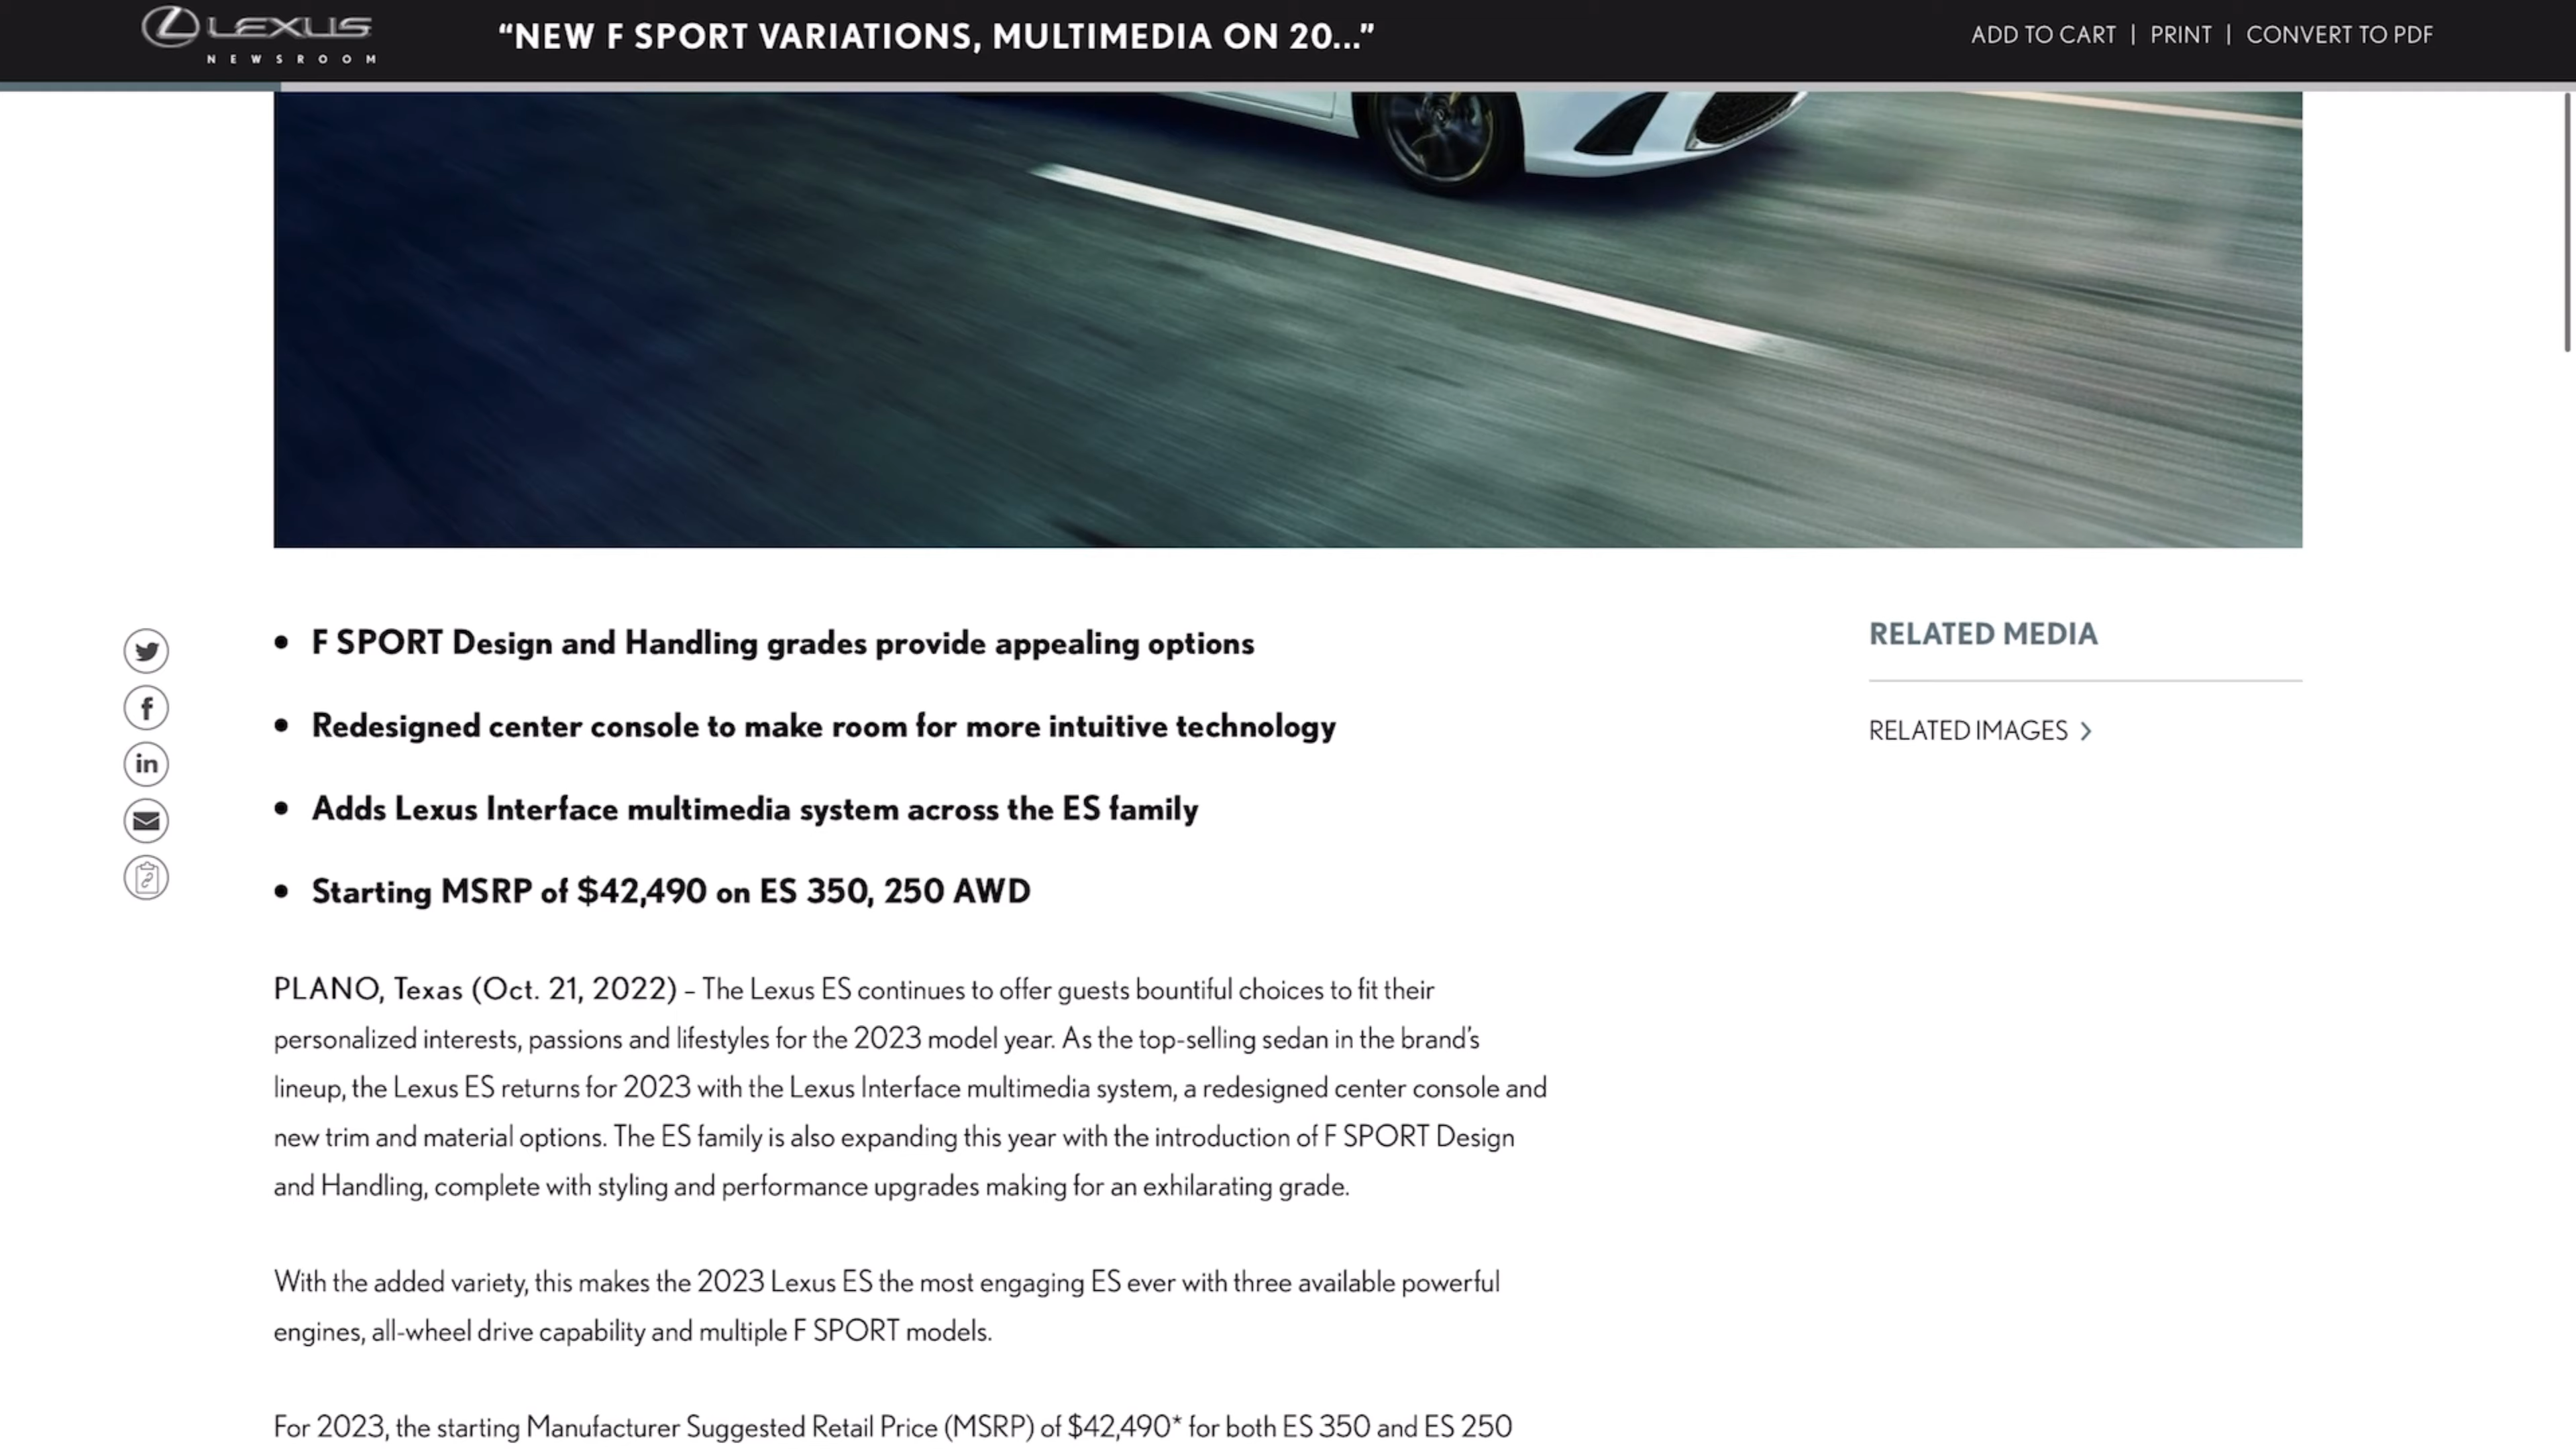 LEXUS
NEWSROOM
“NEW F SPORT VARIATIONS, MULTIMEDIA ON 20...”
ADD TO CART | PRINT | CONVERT TO PDF
• F SPORT Design and Handling grades provide appealing options
• Redesigned center console to make room for more intuitive technology
• Adds Lexus Interface multimedia system across the ES family
• Starting MSRP of $42,490 on ES 350, 250 AWD
RELATED MEDIA
RELATED IMAGES >
PLANO, Texas (Oct. 21, 2022) – The Lexus ES continues to offer guests bountiful choices to fit their
personalized interests, passions and lifestyles for the 2023 model year. As the top-selling sedan in the brand’s
lineup, the Lexus ES returns for 2023 with the Lexus Interface multimedia system, a redesigned center console and
new trim and material options. The ES family is also expanding this year with the introduction of F SPORT Design
and Handling, complete with styling and performance upgrades making for an exhilarating grade.
With the added variety, this makes the 2023 Lexus ES the most engaging ES ever with three available powerful
engines, all-wheel drive capability and multiple F SPORT models.
For 2023, the starting Manufacturer Suggested Retail Price (MSRP) of $42,490* for both ES 350 and ES 250